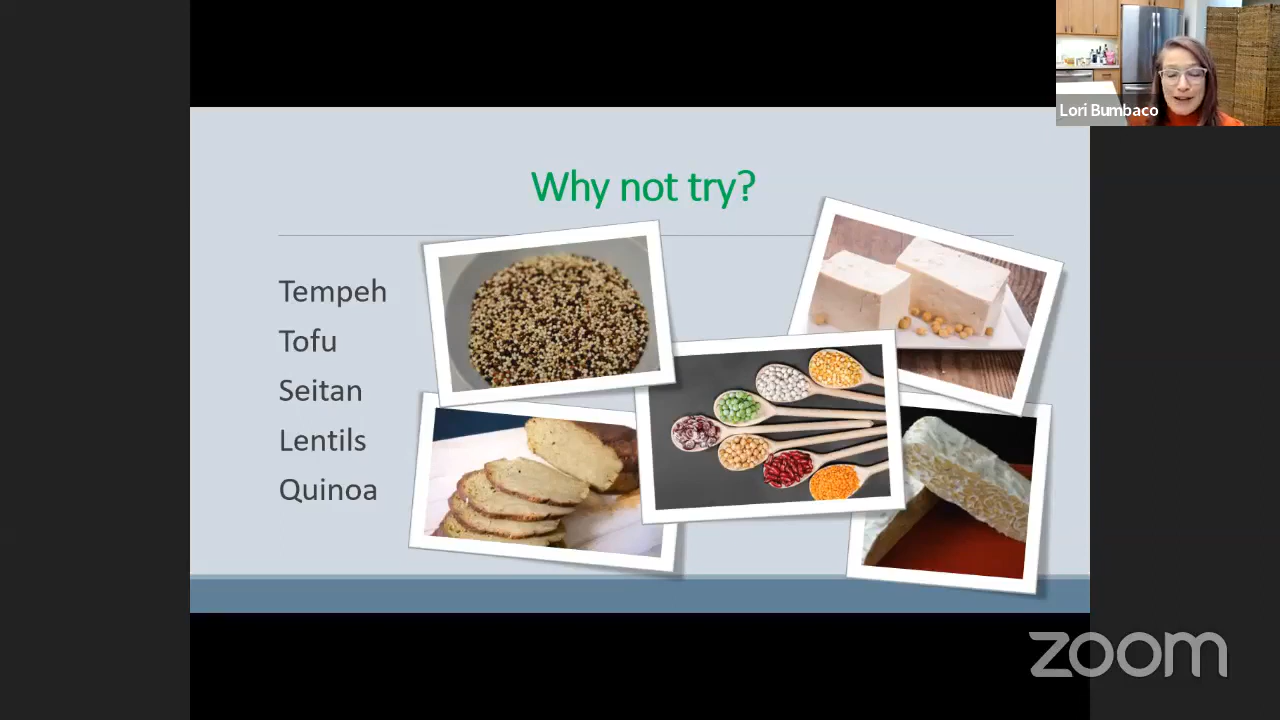 Lori Bumbaco
Why not try?
Tempeh
Tofu
Seitan
Lentils
Quinoa
zoom